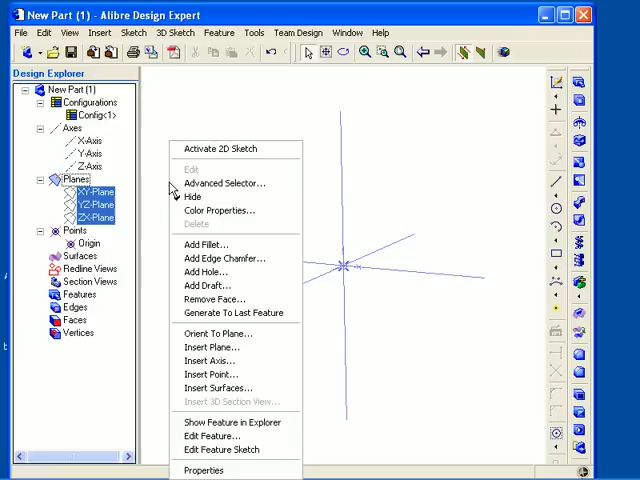 New Part (1) - Alibre Design Expert
File Edit View Insert Sketch 3D Sketch Feature Tools Team Design Window Help
Design Explorer
New Part (1)
Configurations
Config<1>
Axes
X-Axis
Y-Axis
Z-Axis
Planes
XY-Plane
YZ-Plane
ZX-Plane
Points
Origin
Surfaces
Redline Views
Section Views
Features
Edges
Faces
Vertices
Activate 2D Sketch
Edit
Advanced Selector...
Hide
Color Properties...
Delete
Add Fillet...
Add Edge Chamfer...
Add Hole...
Add Draft...
Remove Face...
Generate To Last Feature
Orient To Plane...
Insert Plane...
Insert Axis...
Insert Point...
Insert Surfaces...
Insert 3D Section View...
Show Feature in Explorer
Edit Feature...
Edit Feature Sketch
Properties